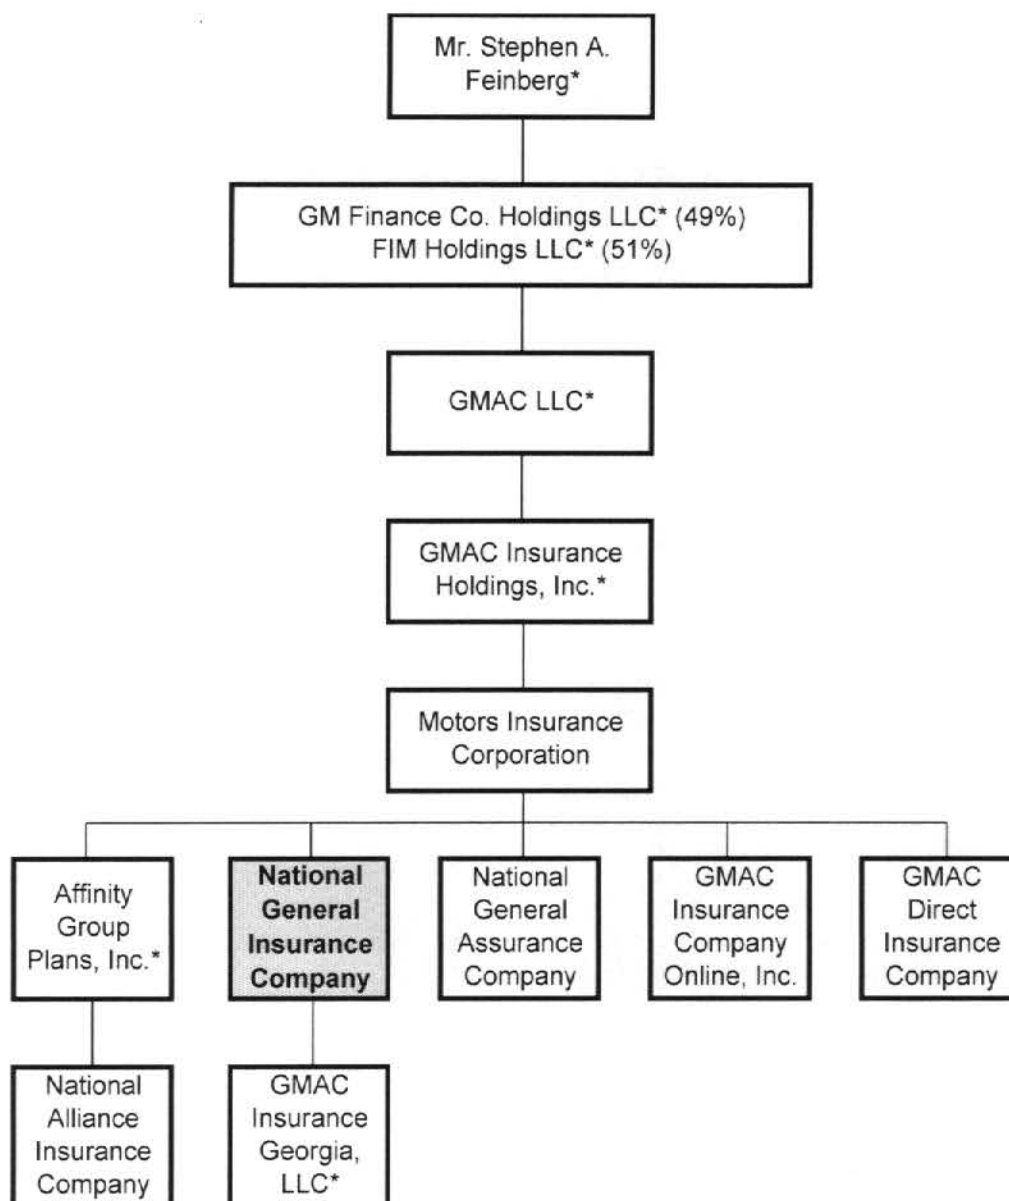 Mr. Stephen A.
Feinberg*
GM Finance Co. Holdings LLC* (49%)
FIM Holdings LLC* (51%)
GMAC LLC*
GMAC Insurance
Holdings, Inc.*
Motors Insurance
Corporation
Affinity
Group
Plans, Inc.*
National
General
Insurance
Company
National
General
Assurance
Company
GMAC
Insurance
Company
Online, Inc.
GMAC
Direct
Insurance
Company
National
Alliance
Insurance
Company
GMAC
Insurance
Georgia,
LLC*